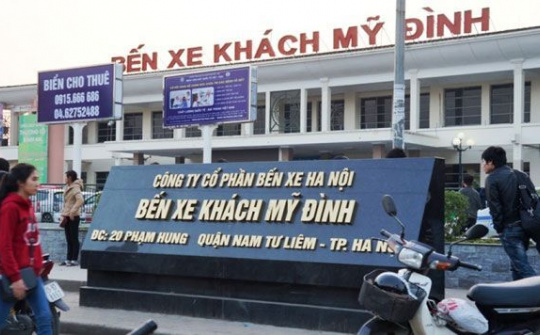 BẾN XE KHÁCH MỸ ĐÌNH
BIỂN CHO THUÊ
0915.666 686
04.62752488
CÔNG TY CỔ PHẦN BẾN XE HÀ NỘI
BẾN XE KHÁCH MỸ ĐÌNH
ĐC: 20 PHẠM HÙNG QUẬN NAM TỪ LIÊM - TP. HÀ N